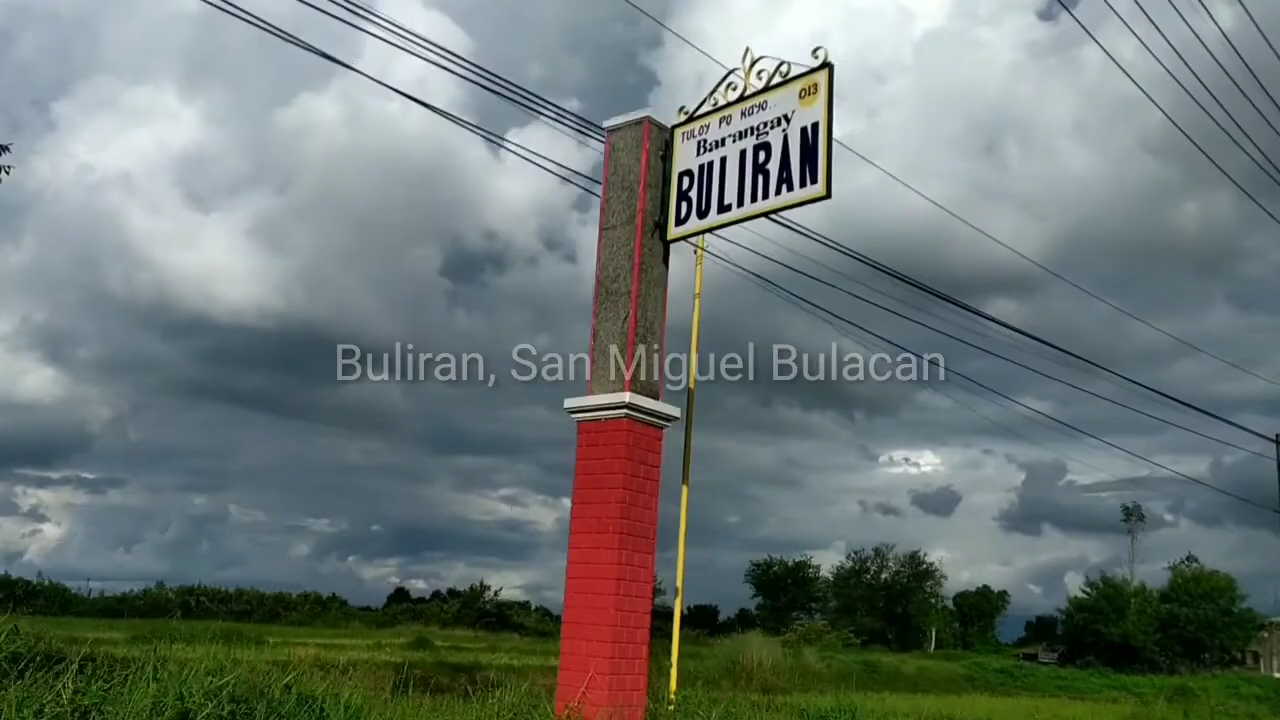 013
TULOY PO KAYO..
Barangay
BULIRAN
Buliran, San Miguel Bulacan